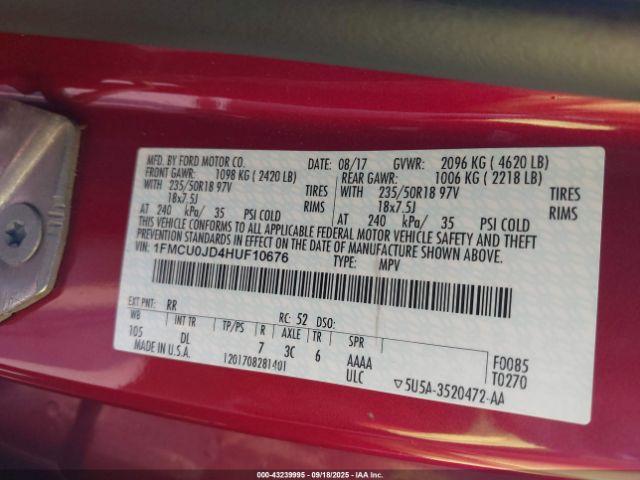 MFD. BY FORD MOTOR CO.
DATE: 08/17 GVWR: 2096 KG ( 4620 LB)
FRONT GAWR: 1098 KG ( 2420 LB) REAR GAWR: 1006 KG ( 2218 LB)
WITH 235/50R18 97V TIRES WITH 235/50R18 97V TIRES
18x7.5J RIMS 18x7.5J RIMS
AT 240 kPa/ 35 PSI COLD AT 240 kPa/ 35 PSI COLD
THIS VEHICLE CONFORMS TO ALL APPLICABLE FEDERAL MOTOR VEHICLE SAFETY AND THEFT
PREVENTION STANDARDS IN EFFECT ON THE DATE OF MANUFACTURE SHOWN ABOVE.
VIN: 1FMCU0JD4HUF10676 TYPE: MPV
EXT PNT: RR RC: 52 DSO:
WB INT TR TP/PS R AXLE TR SPR
105 DL 7 3C 6 AAAA F0085
MADE IN U.S.A. 1201708281401 ULC T0270
▽5U5A-3520472-AA
000-43239995 - 09/18/2025 - IAA Inc.